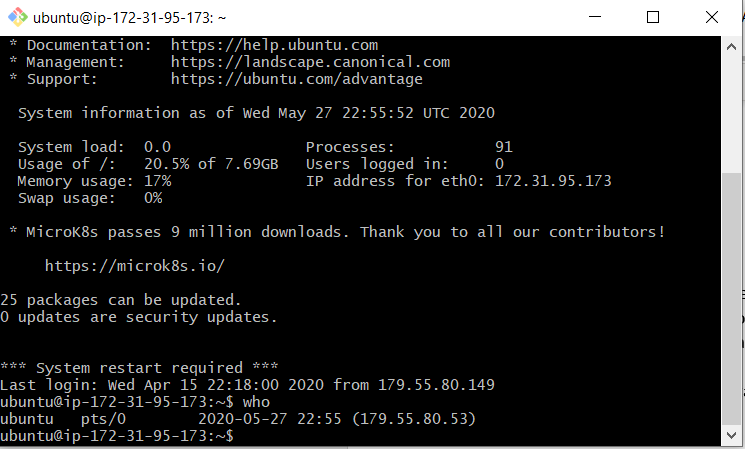 ubuntu@ip-172-31-95-173: ~
* Documentation:  https://help.ubuntu.com
* Management:     https://landscape.canonical.com
* Support:        https://ubuntu.com/advantage
System information as of Wed May 27 22:55:52 UTC 2020
System load:  0.0                Processes:           91
Usage of /:   20.5% of 7.69GB   Users logged in:     0
Memory usage: 17%               IP address for eth0: 172.31.95.173
Swap usage:   0%
* MicroK8s passes 9 million downloads. Thank you to all our contributors!
https://microk8s.io/
25 packages can be updated.
0 updates are security updates.
*** System restart required ***
Last login: Wed Apr 15 22:18:00 2020 from 179.55.80.149
ubuntu@ip-172-31-95-173:~$ who
ubuntu   pts/0        2020-05-27 22:55 (179.55.80.53)
ubuntu@ip-172-31-95-173:~$